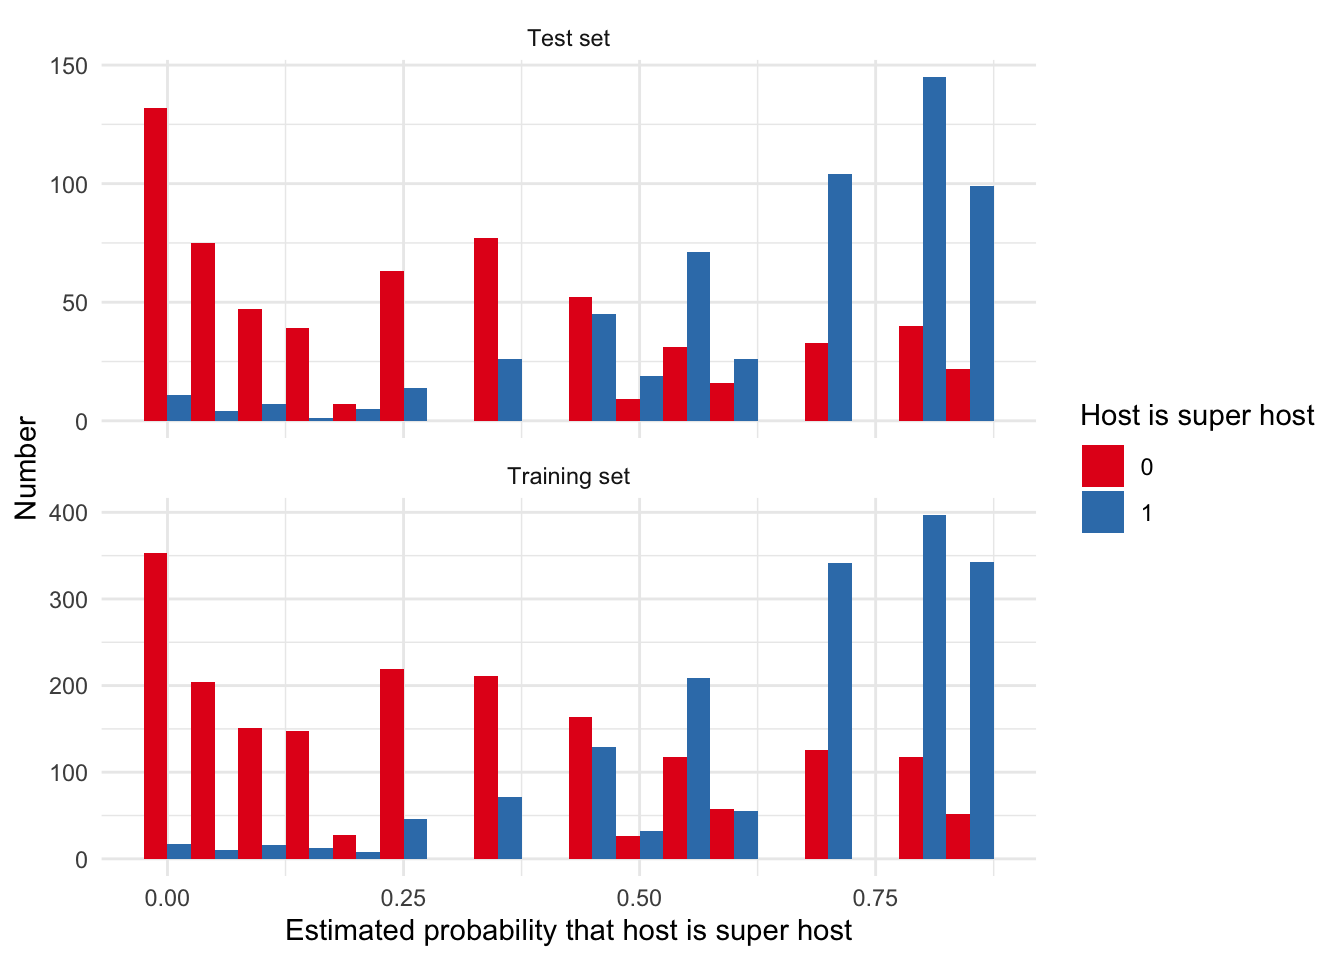 Test set
150
100
50
0
Number
Training set
400
300
200
100
0
0.00 0.25 0.50 0.75
Estimated probability that host is super host
Host is super host
0
1